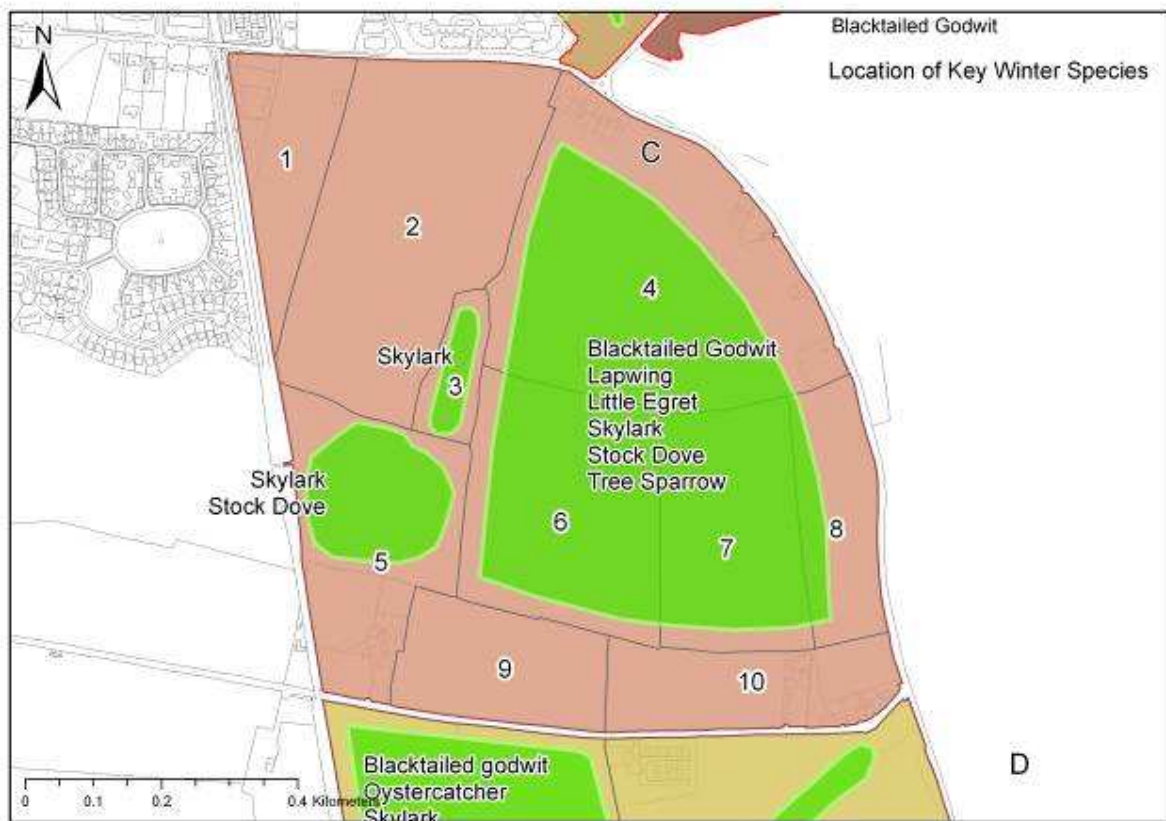 N
Blacktailed Godwit
Location of Key Winter Species
C
1
2
4
Skylark
3
Blacktailed Godwit
Lapwing
Little Egret
Skylark
Stock Dove
Tree Sparrow
Skylark
Stock Dove
5
6
7
8
9
10
D
Blacktailed godwit
Oystercatcher
Skylark
0 0.1 0.2 0.4 Kilometers